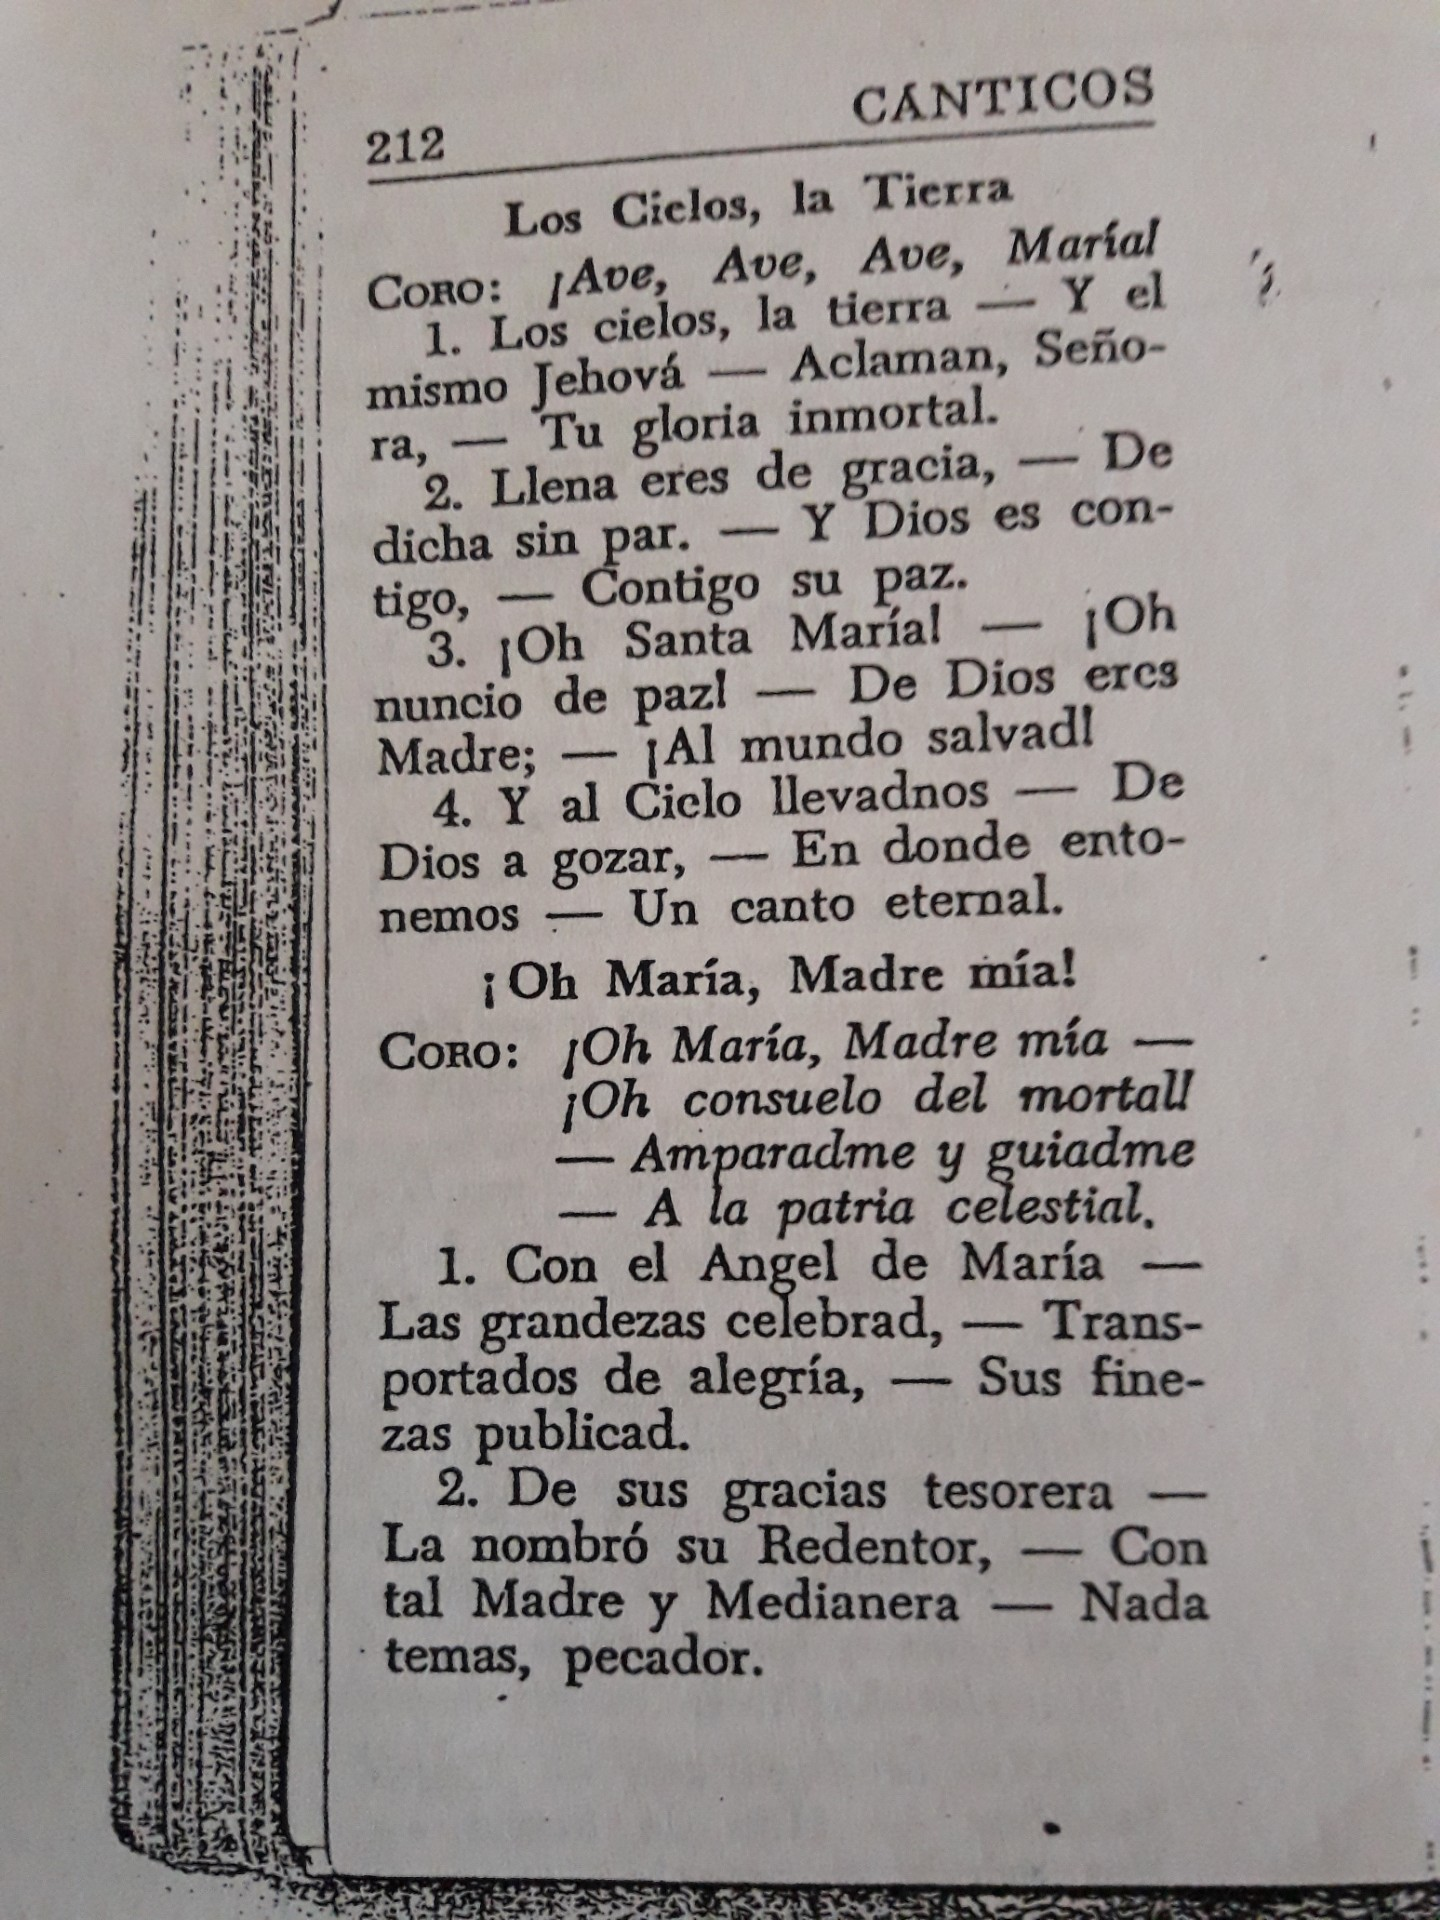 212 CÁNTICOS
Los Cielos, la Tierra
CORO: ¡Ave, Ave, Ave, María!
1. Los cielos, la tierra — Y el
mismo Jehová — Aclaman, Seño-
ra, — Tu gloria inmortal.
2. Llena eres de gracia, — De
dicha sin par. — Y Dios es con-
tigo, — Contigo su paz.
3. ¡Oh Santa María! — ¡Oh
nuncio de paz! — De Dios eres
Madre; — ¡Al mundo salvad!
4. Y al Cielo llevadnos — De
Dios a gozar, — En donde ento-
nemos — Un canto eternal.
¡Oh María, Madre mía!
CORO: ¡Oh María, Madre mía —
¡Oh consuelo del mortal!
— Amparadme y guiadme
— A la patria celestial.
1. Con el Angel de María —
Las grandezas celebrad, — Trans-
portados de alegría, — Sus fine-
zas publicad.
2. De sus gracias tesorera —
La nombró su Redentor, — Con
tal Madre y Medianera — Nada
temas, pecador.